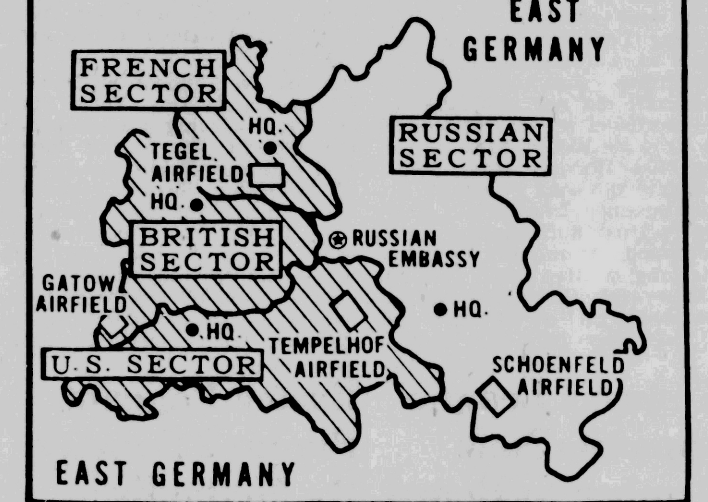 EAST
GERMANY
FRENCH
SECTOR
HQ.
RUSSIAN
SECTOR
TEGEL
AIRFIELD
HQ.
BRITISH
SECTOR
RUSSIAN
EMBASSY
GATOW
AIRFIELD
HQ.
HQ.
TEMPELHOF
AIRFIELD
U.S. SECTOR
SCHOENFELD
AIRFIELD
EAST GERMANY